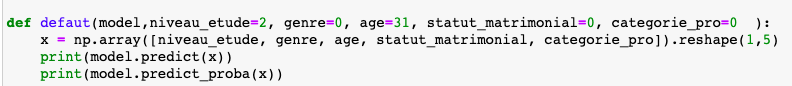 def defaut(model,niveau_etude=2, genre=0, age=31, statut_matrimonial=0, categorie_pro=0  ):
    x = np.array([niveau_etude, genre, age, statut_matrimonial, categorie_pro]).reshape(1,5)
    print(model.predict(x))
    print(model.predict_proba(x))